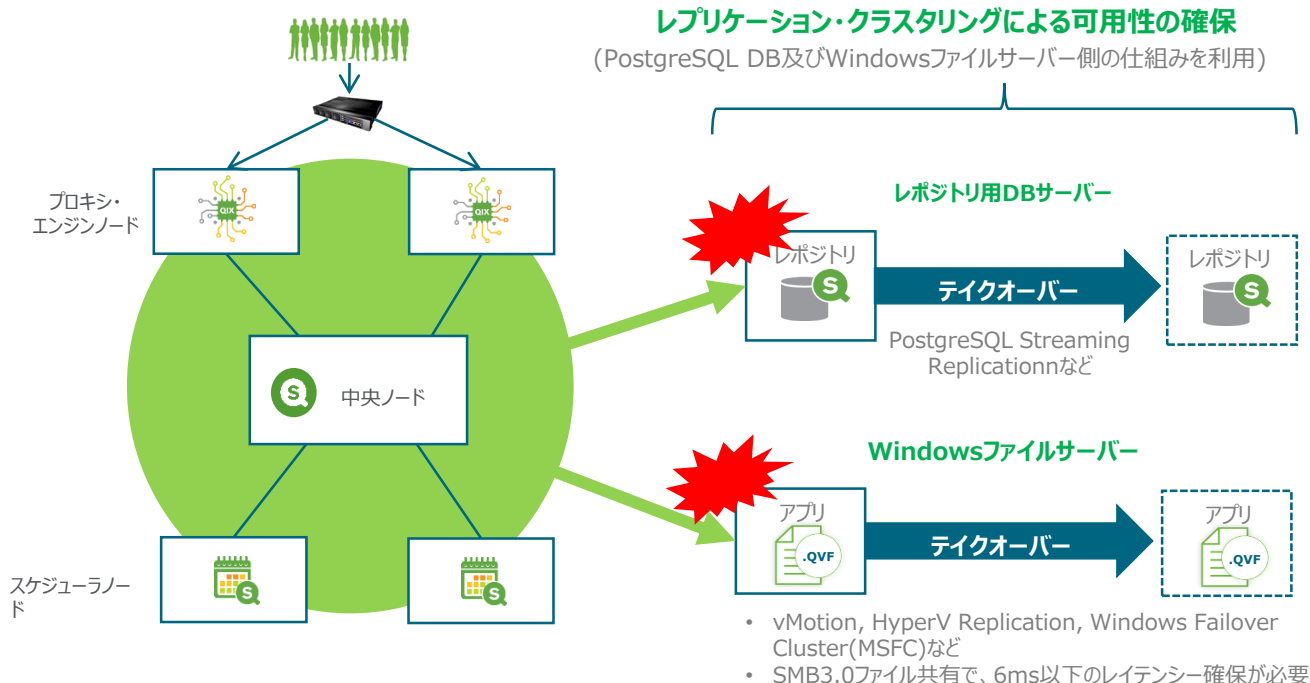 レプリケーション・クラスタリングによる可用性の確保
(PostgreSQL DB及びWindowsファイルサーバー側の仕組みを利用)
プロキシ・
エンジンノード
QIX
QIX
中央ノード
S
スケジューラノー
ド
S
S
レポジトリ用DBサーバー
レポジトリ
S
テイクオーバー
レポジトリ
S
PostgreSQL Streaming
Replicationnなど
Windowsファイルサーバー
アプリ
.QVF
テイクオーバー
アプリ
.QVF
• vMotion, HyperV Replication, Windows Failover
Cluster(MSFC)など
• SMB3.0ファイル共有で、6ms以下のレイテンシー確保が必要